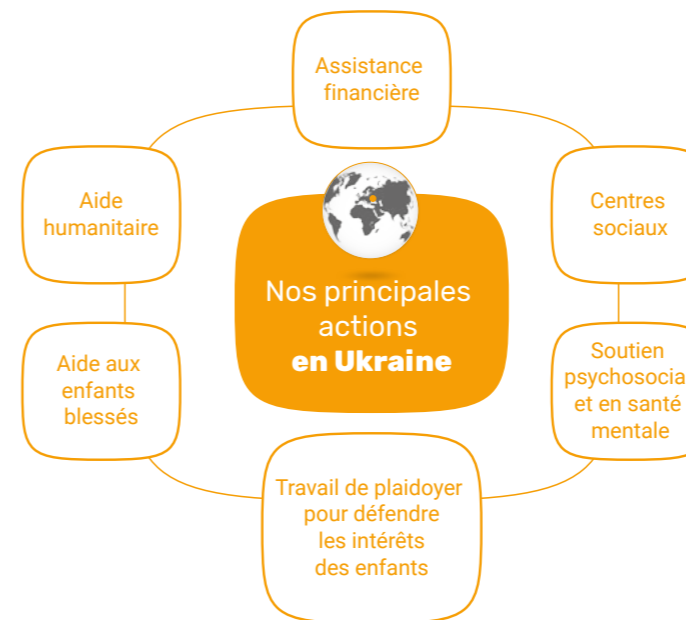 Assistance
financière
Aide
humanitaire
Centres
sociaux
Nos principales
actions
en Ukraine
Aide aux
enfants
blessés
Soutien
psychosocia
et en santé
mentale
Travail de plaidoyer
pour défendre
les intérêts
des enfants